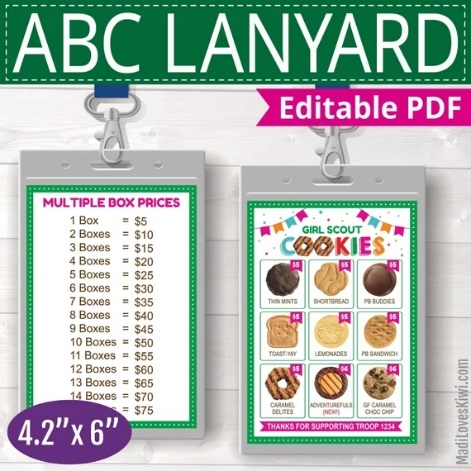 ABC LANYARD
Editable PDF
MULTIPLE BOX PRICES
1 Box = $5
2 Boxes = $10
3 Boxes = $15
4 Boxes = $20
5 Boxes = $25
6 Boxes = $30
7 Boxes = $35
8 Boxes = $40
9 Boxes = $45
10 Boxes = $50
11 Boxes = $55
12 Boxes = $60
13 Boxes = $65
14 Boxes = $70
= $75
4.2"x 6"
GIRL SCOUT
COOKIES
$5 $5 $5
THIN MINTS SHORTBREAD PB BUDDIES
$5 $5 $5
TOAST-YAY LEMONADES PB SANDWICH
$5 $5 $5
CARAMEL DELITES ADVENTUREFULS (NEW!) GF CARAMEL CHOC CHIP
THANKS FOR SUPPORTING TROOP 1234
MadiLovesKiwi.com